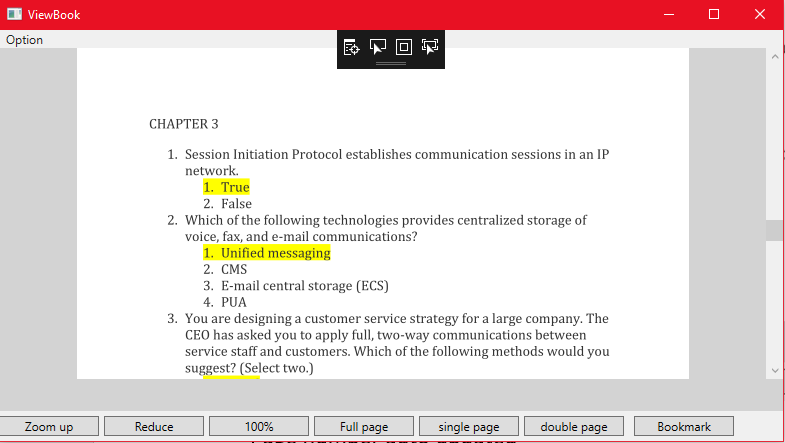 ViewBook
Option
CHAPTER 3
1. Session Initiation Protocol establishes communication sessions in an IP
network.
1. True
2. False
2. Which of the following technologies provides centralized storage of
voice, fax, and e-mail communications?
1. Unified messaging
2. CMS
3. E-mail central storage (ECS)
4. PUA
3. You are designing a customer service strategy for a large company. The
CEO has asked you to apply full, two-way communications between
service staff and customers. Which of the following methods would you
suggest? (Select two.)
Zoom up Reduce 100% Full page single page double page Bookmark